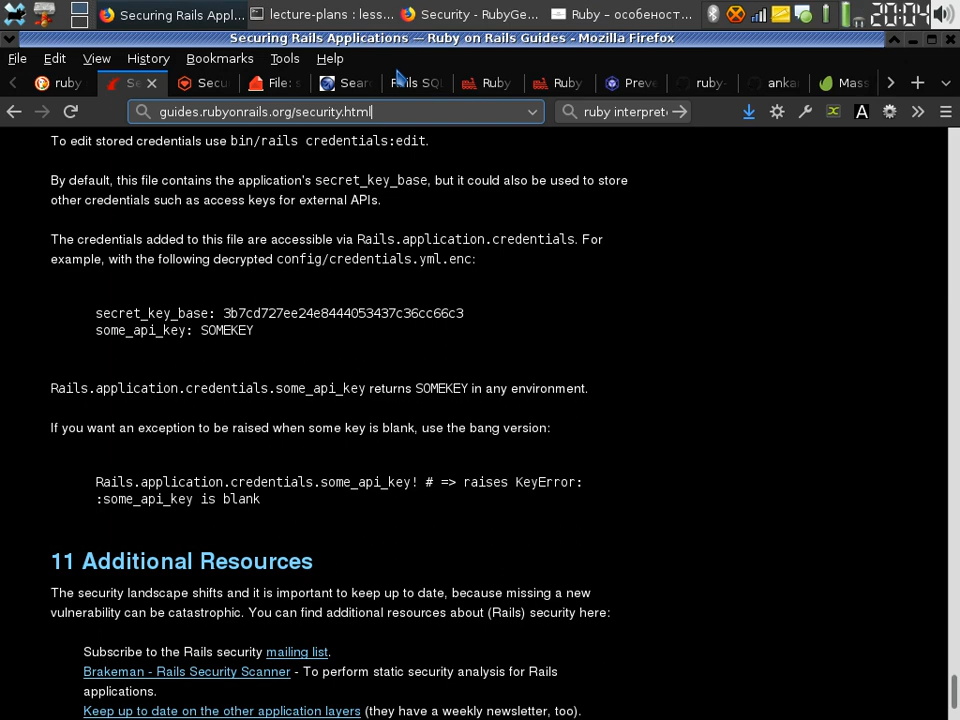 Securing Rails Appl...
lecture-plans : less...
Security - RubyGe...
Ruby – особеност...
20:04
Securing Rails Applications — Ruby on Rails Guides - Mozilla Firefox
File Edit View History Bookmarks Tools Help
ruby
Se
Secu
File: s
Sear
Rails SQL
Ruby
Ruby
Preve
ruby-
anka
Mass
guides.rubyonrails.org/security.html
ruby interprete
To edit stored credentials use bin/rails credentials:edit.
By default, this file contains the application's secret_key_base, but it could also be used to store
other credentials such as access keys for external APIs.
The credentials added to this file are accessible via Rails.application.credentials. For
example, with the following decrypted config/credentials.yml.enc:
secret_key_base: 3b7cd727ee24e8444053437c36cc66c3
some_api_key: SOMEKEY
Rails.application.credentials.some_api_key returns SOMEKEY in any environment.
If you want an exception to be raised when some key is blank, use the bang version:
Rails.application.credentials.some_api_key! # => raises KeyError:
:some_api_key is blank
11 Additional Resources
The security landscape shifts and it is important to keep up to date, because missing a new
vulnerability can be catastrophic. You can find additional resources about (Rails) security here:
Subscribe to the Rails security mailing list.
Brakeman - Rails Security Scanner - To perform static security analysis for Rails
applications.
Keep up to date on the other application layers (they have a weekly newsletter, too).